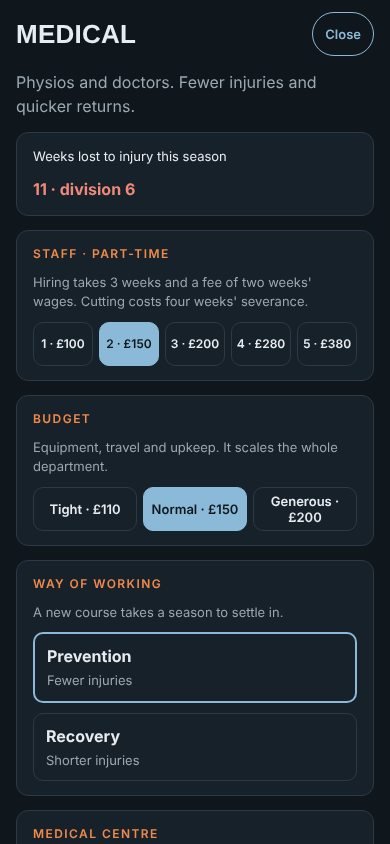 MEDICAL
Close
Physios and doctors. Fewer injuries and
quicker returns.
Weeks lost to injury this season
11 · division 6
STAFF · PART-TIME
Hiring takes 3 weeks and a fee of two weeks'
wages. Cutting costs four weeks' severance.
1 · £100
2 · £150
3 · £200
4 · £280
5 · £380
BUDGET
Equipment, travel and upkeep. It scales the whole
department.
Tight · £110
Normal · £150
Generous ·
£200
WAY OF WORKING
A new course takes a season to settle in.
Prevention
Fewer injuries
Recovery
Shorter injuries
MEDICAL CENTRE